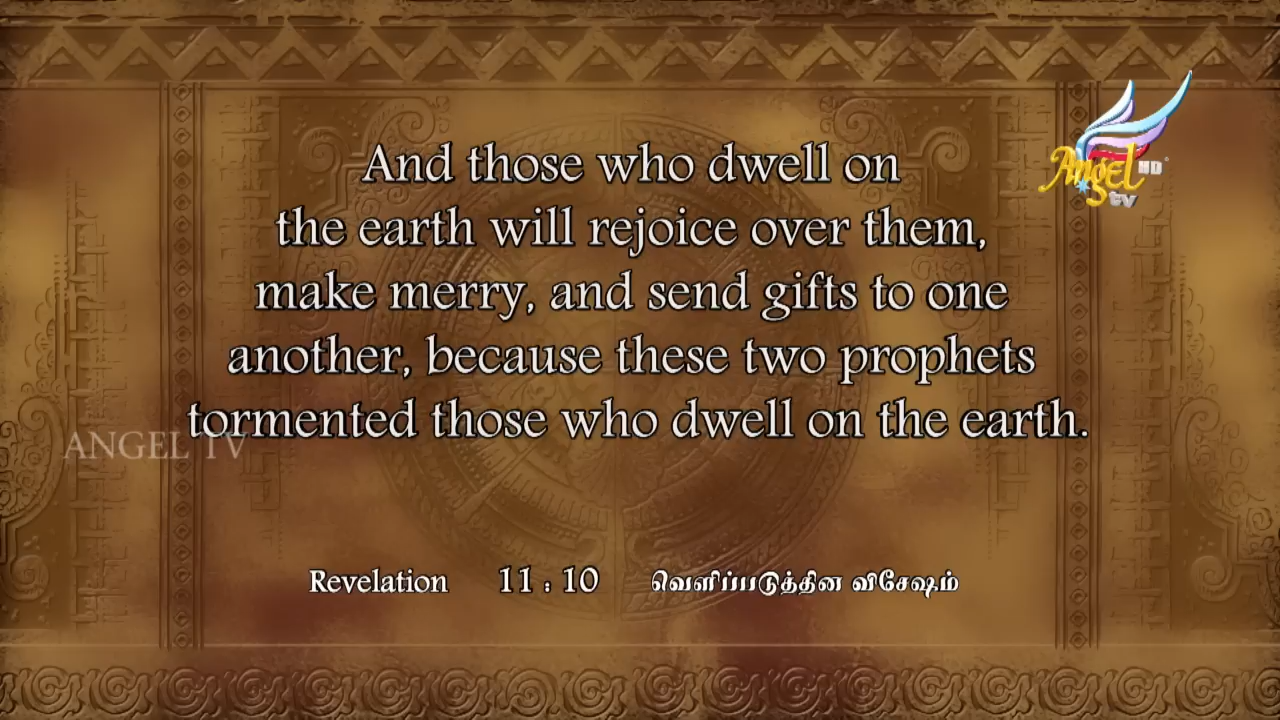 And those who dwell on
the earth will rejoice over them,
make merry, and send gifts to one
another, because these two prophets
tormented those who dwell on the earth.
Revelation 11 : 10 வெளிப்படுத்தின விசேஷம்
Angel HD
tv
ANGEL TV